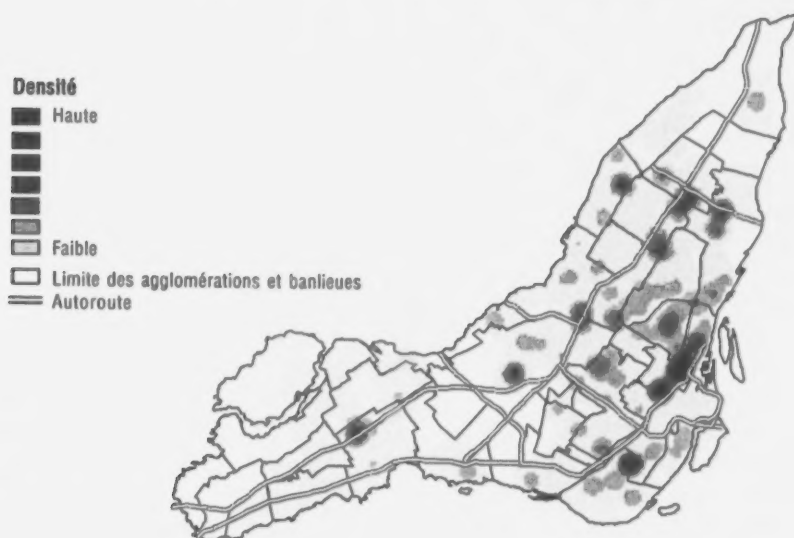 Densité
Haute
Faible
Limite des agglomérations et banlieues
Autoroute